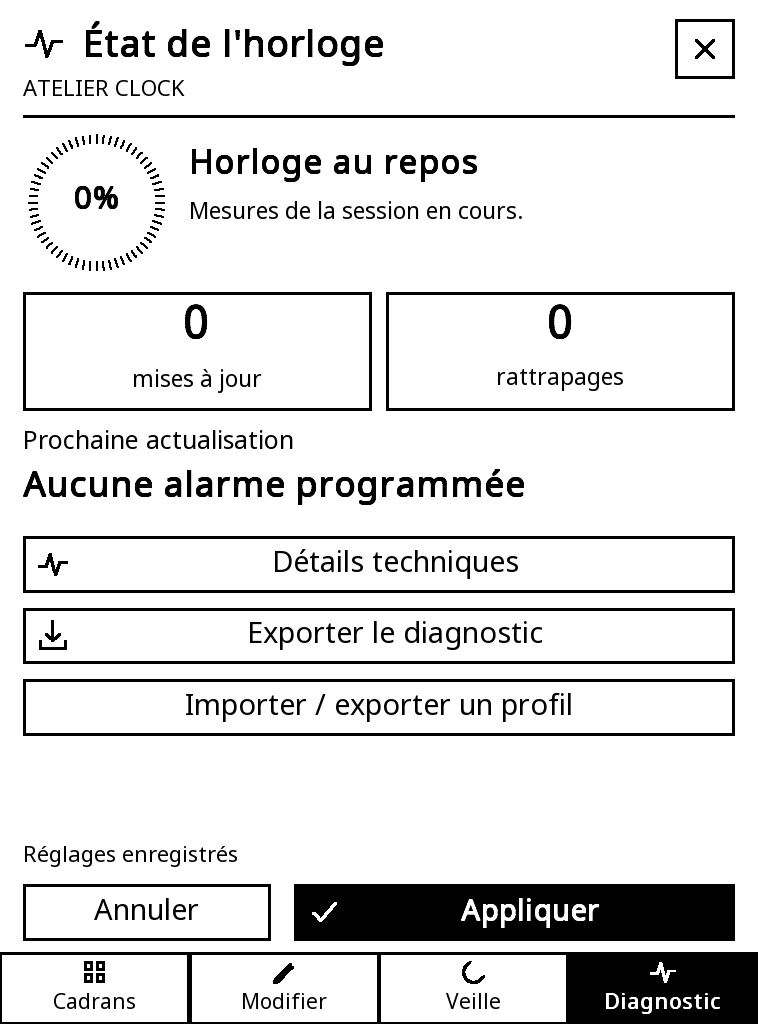 État de l'horloge
ATELIER CLOCK
0%
Horloge au repos
Mesures de la session en cours.
0
mises à jour
0
rattrapages
Prochaine actualisation
Aucune alarme programmée
Détails techniques
Exporter le diagnostic
Importer / exporter un profil
Réglages enregistrés
Annuler
Appliquer
Cadrans
Modifier
Veille
Diagnostic